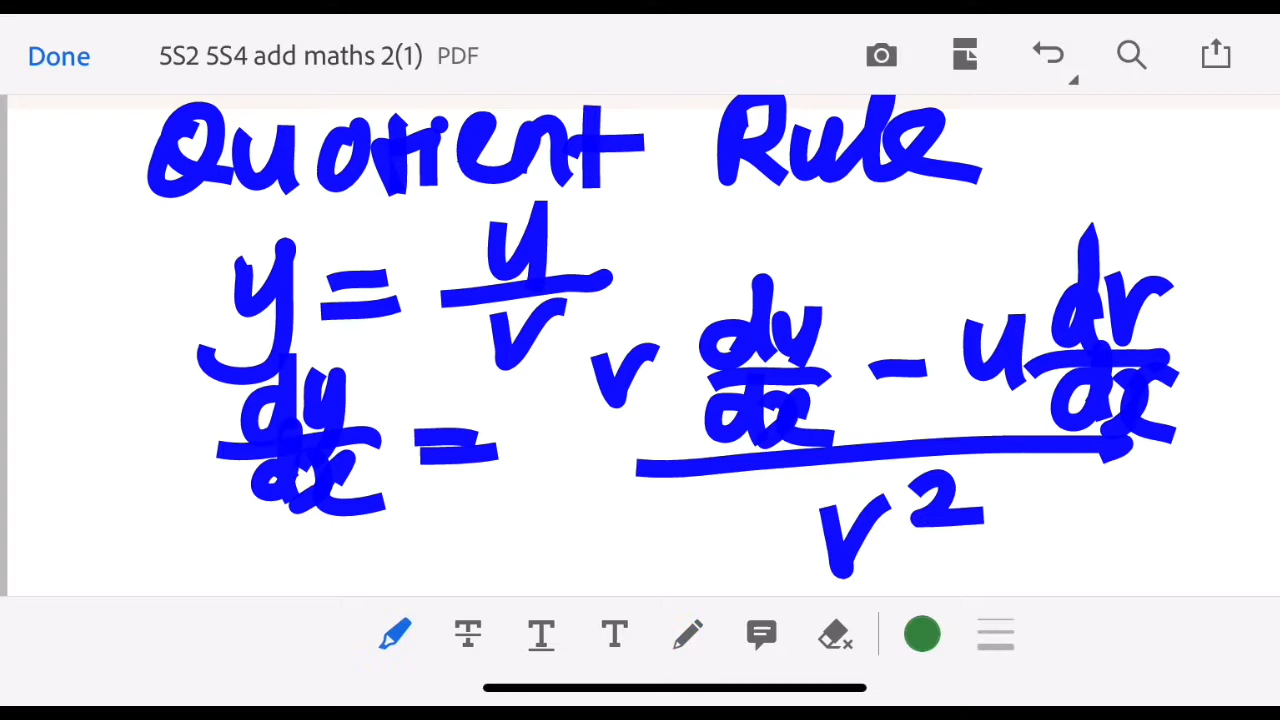 Done 5S2 5S4 add maths 2(1) PDF
Quotient Rule
y = u/v
dy/dx = (v du/dx - u dv/dx)/v²